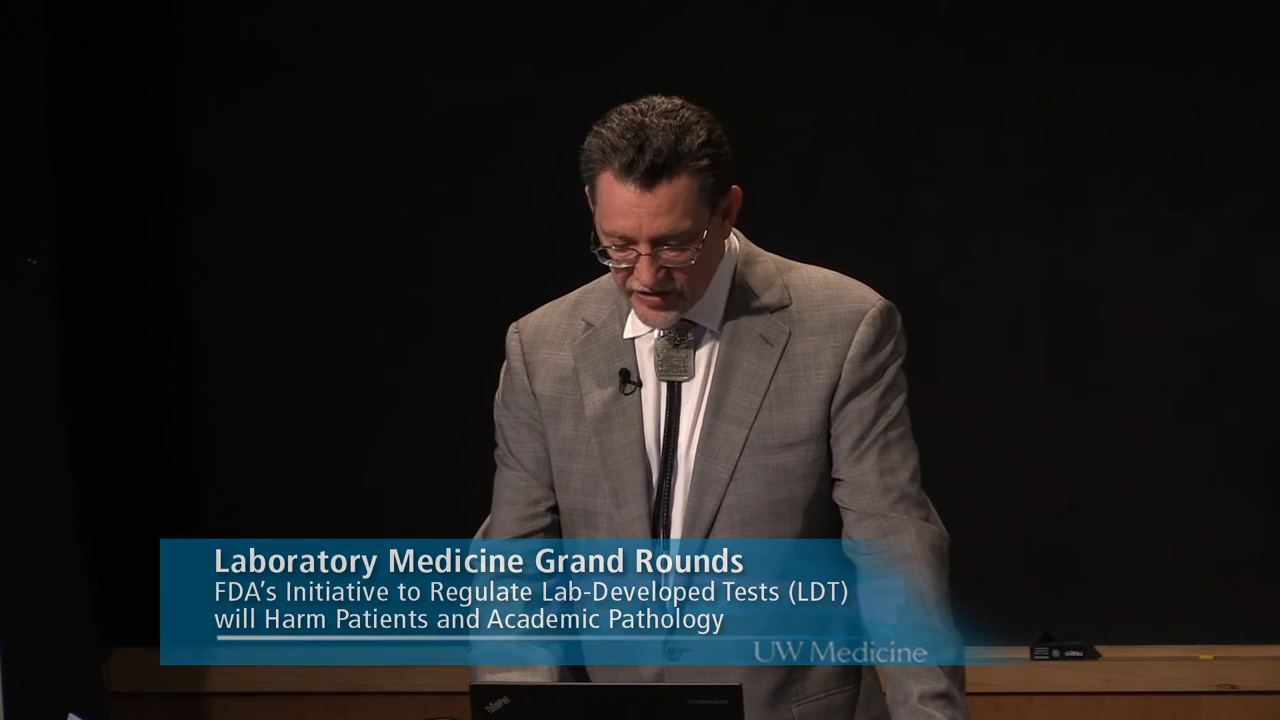 Laboratory Medicine Grand Rounds
FDA’s Initiative to Regulate Lab-Developed Tests (LDT)
will Harm Patients and Academic Pathology
UW Medicine
ThinkPad